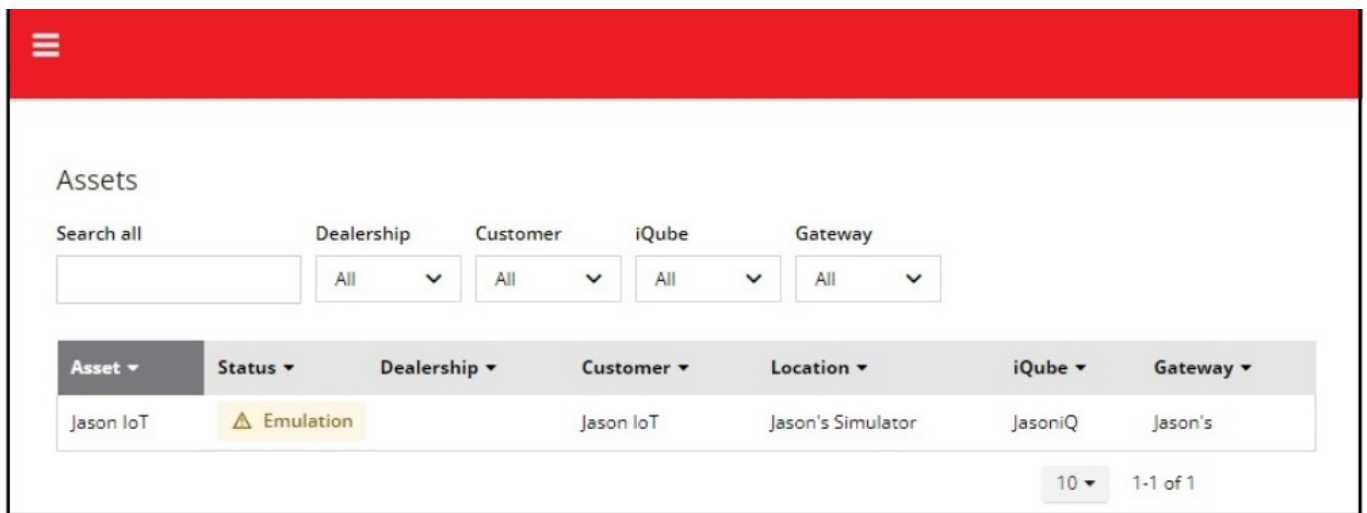 Assets
Search all Dealership Customer iQube Gateway
All All All All
Asset Status Dealership Customer Location iQube Gateway
Jason IoT Emulation Jason IoT Jason's Simulator JasoniQ Jason's
10 1-1 of 1